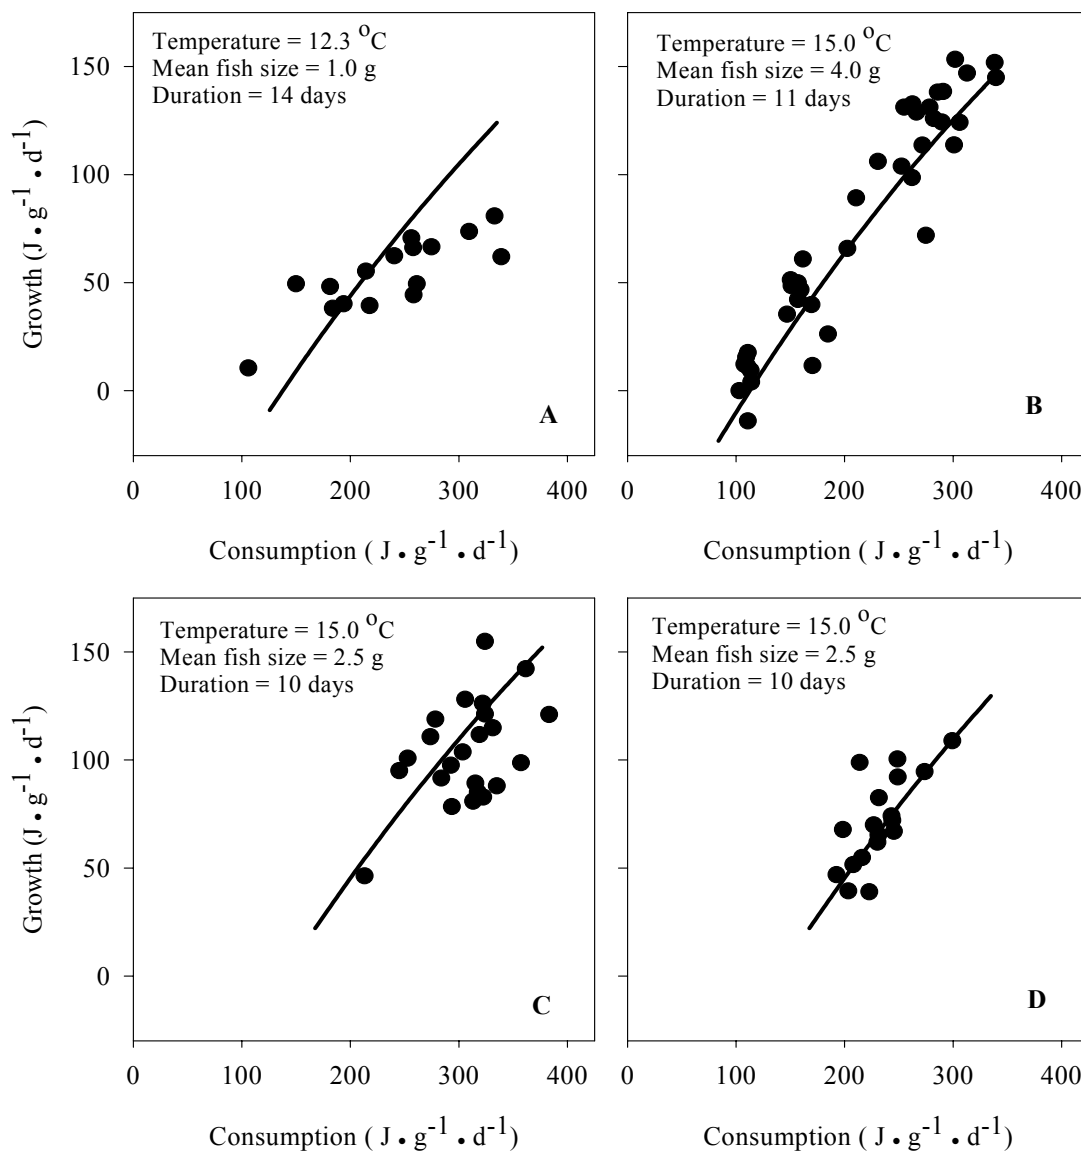 Temperature = 12.3 °C
Mean fish size = 1.0 g
Duration = 14 days
150
100
50
0
Growth (J • g⁻¹ • d⁻¹)
A
0 100 200 300 400
Consumption ( J • g⁻¹ • d⁻¹)
Temperature = 15.0 °C
Mean fish size = 4.0 g
Duration = 11 days
B
0 100 200 300 400
Consumption ( J • g⁻¹ • d⁻¹)
Temperature = 15.0 °C
Mean fish size = 2.5 g
Duration = 10 days
150
100
50
0
Growth (J • g⁻¹ • d⁻¹)
C
0 100 200 300 400
Consumption ( J • g⁻¹ • d⁻¹)
Temperature = 15.0 °C
Mean fish size = 2.5 g
Duration = 10 days
D
0 100 200 300 400
Consumption ( J • g⁻¹ • d⁻¹)